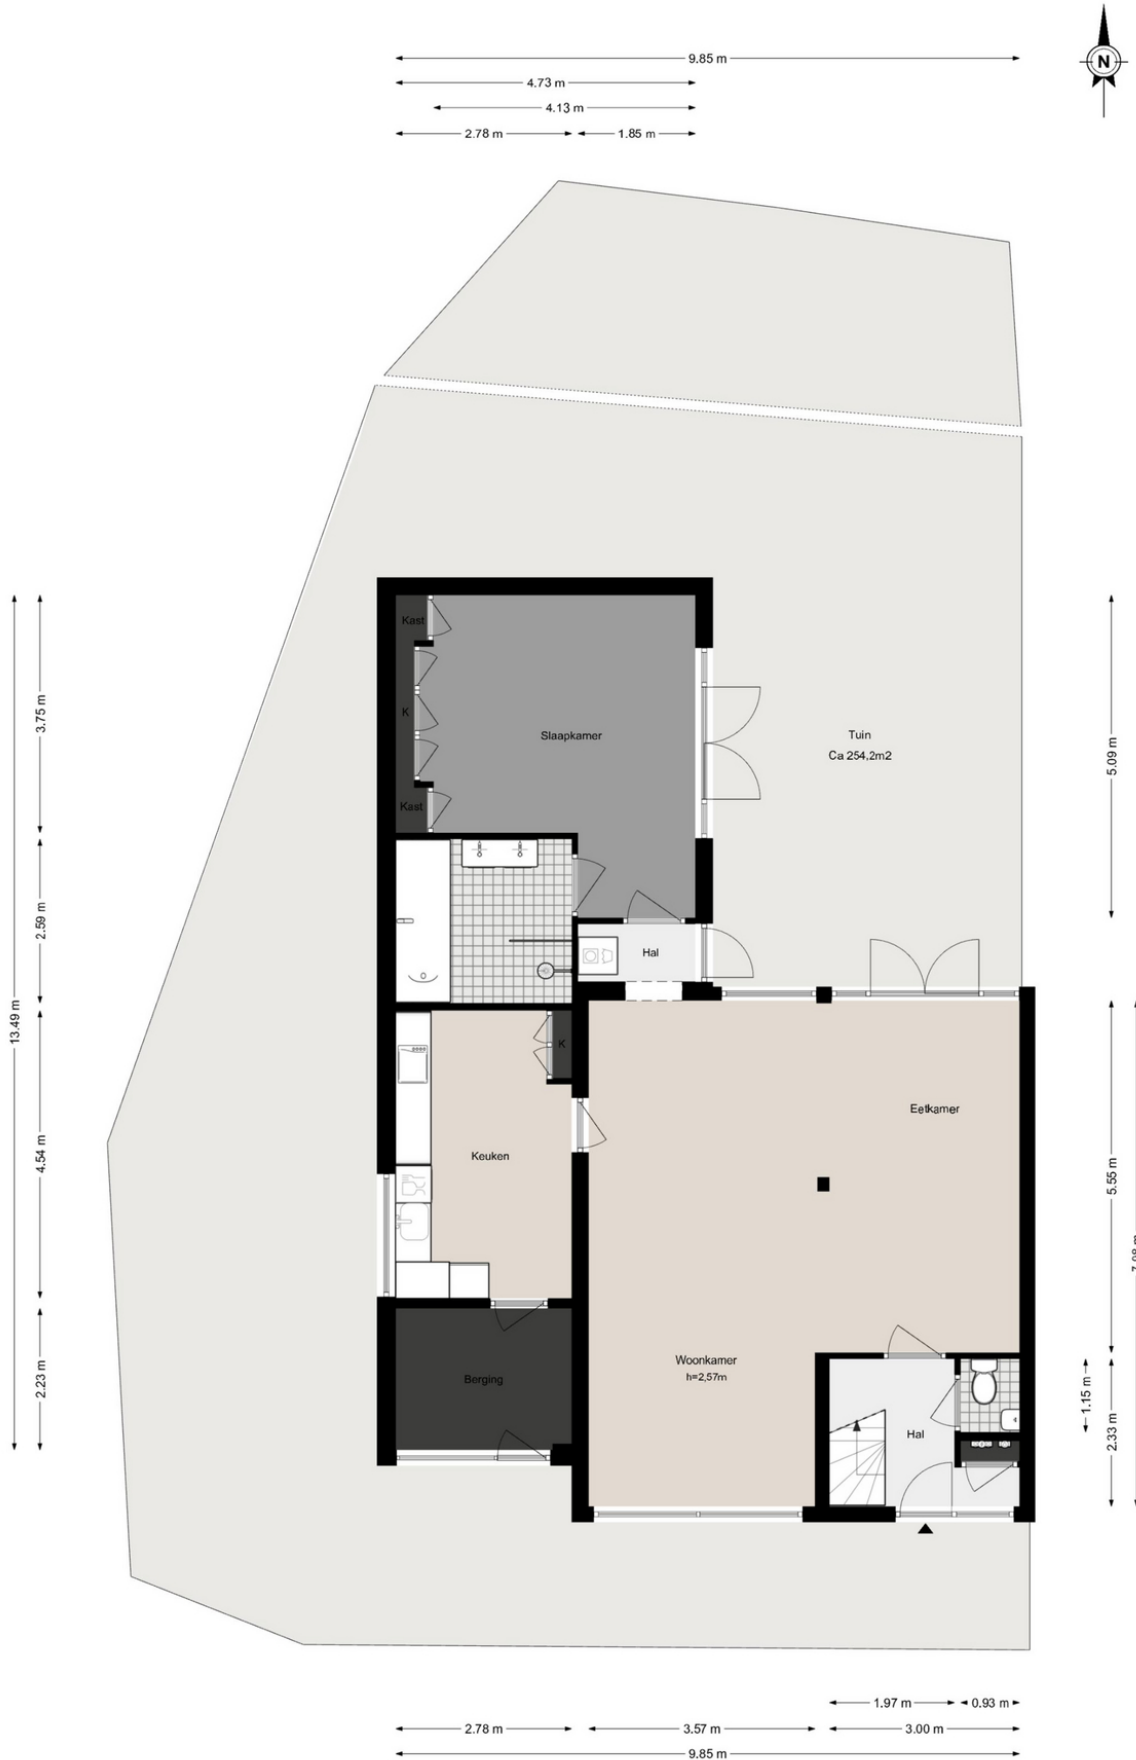 9.85 m
N
4.73 m
4.13 m
2.78 m
1.85 m
Kast
3.75 m
5.09 m
K
Slaapkamer
Tuin
Ca 254,2m2
Kast
2.59 m
Hal
13.49 m
K
Eetkamer
4.54 m
Keuken
5.55 m
Woonkamer
h=2,57m
Berging
2.23 m
1.15 m
Hal
2.33 m
1.97 m
0.93 m
2.78 m
3.57 m
3.00 m
9.85 m